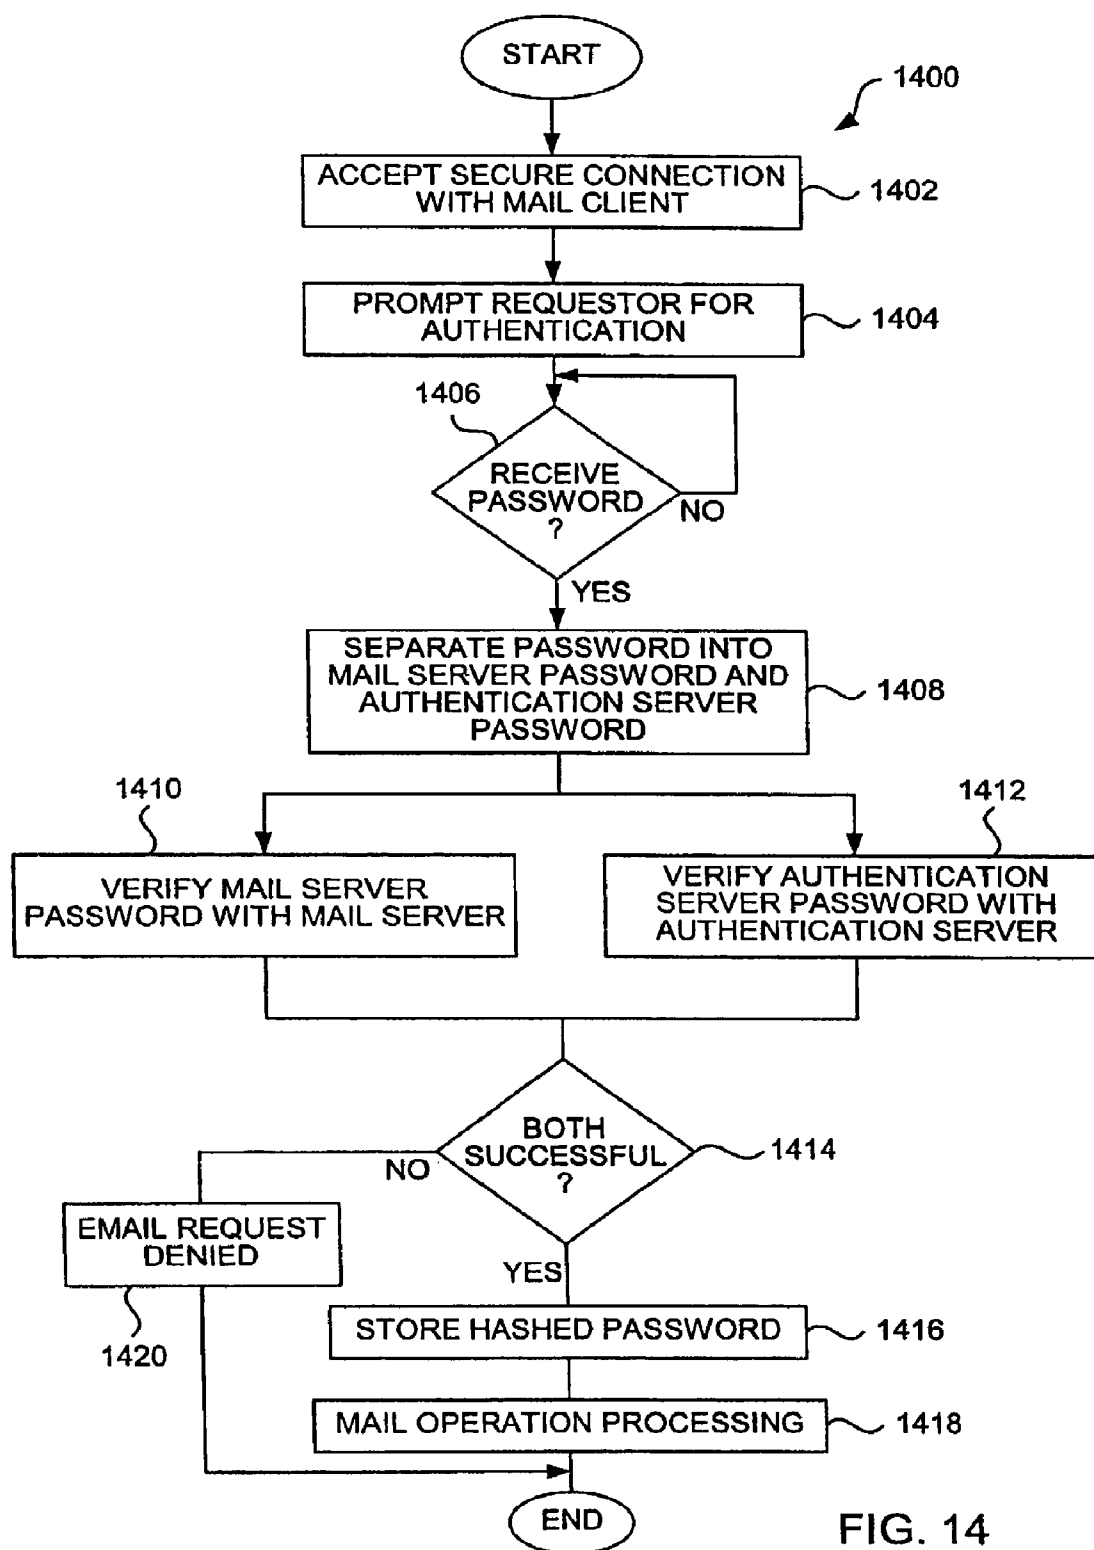 START
1400
ACCEPT SECURE CONNECTION
WITH MAIL CLIENT
1402
PROMPT REQUESTOR FOR
AUTHENTICATION
1404
1406
RECEIVE
PASSWORD
?
NO
YES
SEPARATE PASSWORD INTO
MAIL SERVER PASSWORD AND
AUTHENTICATION SERVER
PASSWORD
1408
1410
1412
VERIFY MAIL SERVER
PASSWORD WITH MAIL SERVER
VERIFY AUTHENTICATION
SERVER PASSWORD WITH
AUTHENTICATION SERVER
BOTH
SUCCESSFUL
?
1414
NO
EMAIL REQUEST
DENIED
1420
YES
STORE HASHED PASSWORD
1416
MAIL OPERATION PROCESSING
1418
END
FIG. 14